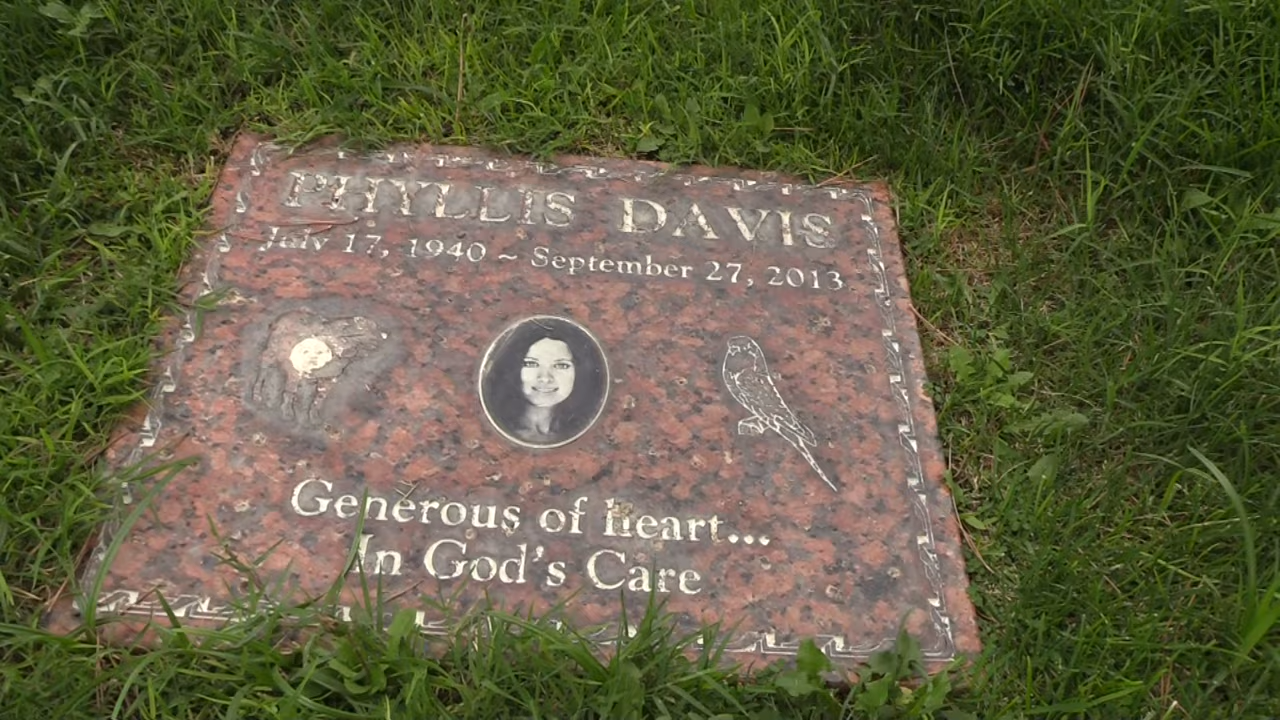 PHYLLIS DAVIS
July 17, 1940 ~ September 27, 2013
Generous of heart...
In God's Care